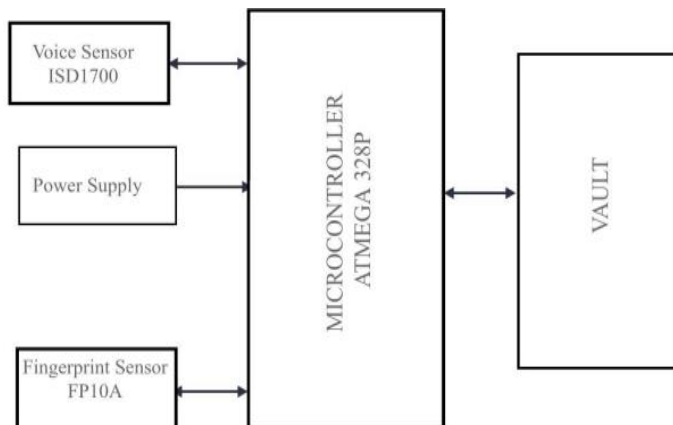 Voice Sensor
ISD1700
Power Supply
Fingerprint Sensor
FP10A
MICROCONTROLLER
ATMEGA 328P
VAULT